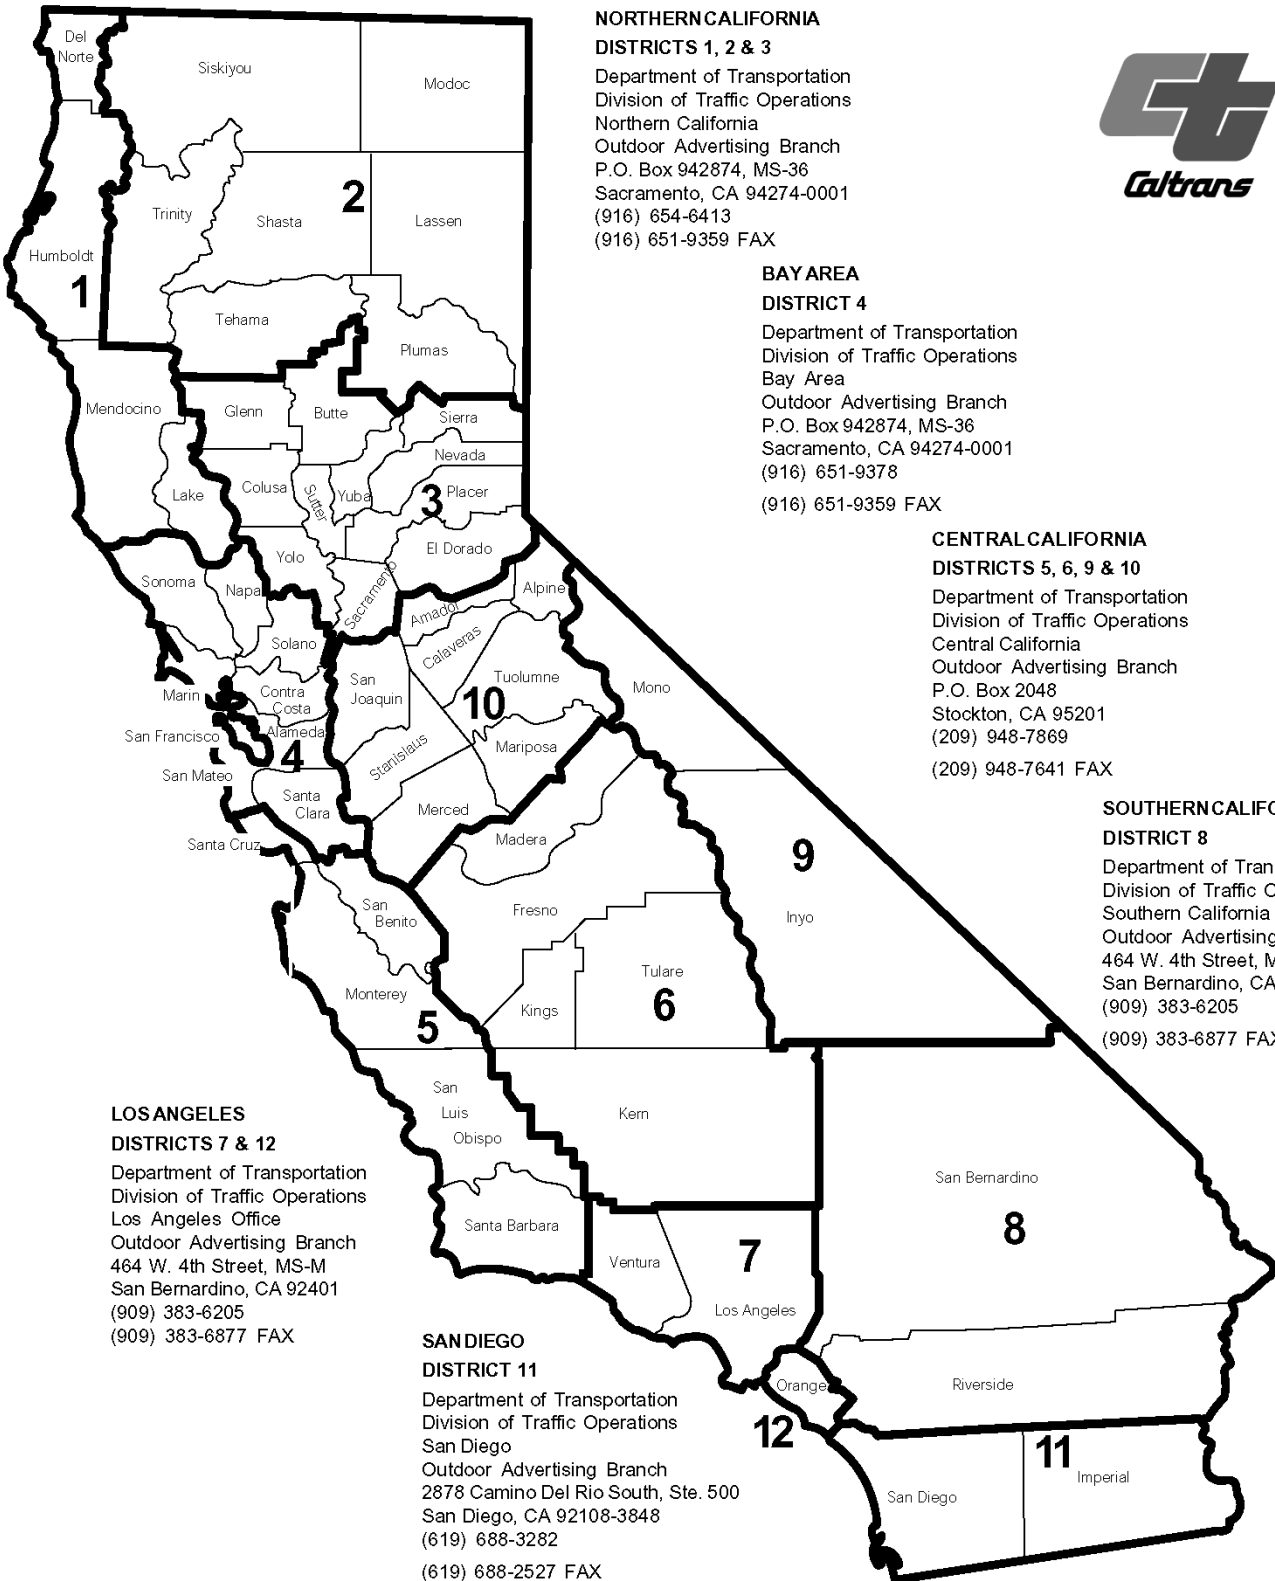 NORTHERN CALIFORNIA
DISTRICTS 1, 2 & 3
Department of Transportation
Division of Traffic Operations
Northern California
Outdoor Advertising Branch
P.O. Box 942874, MS-36
Sacramento, CA 94274-0001
(916) 654-6413
(916) 651-9359 FAX
Caltrans
BAY AREA
DISTRICT 4
Department of Transportation
Division of Traffic Operations
Bay Area
Outdoor Advertising Branch
P.O. Box 942874, MS-36
Sacramento, CA 94274-0001
(916) 651-9378
(916) 651-9359 FAX
CENTRAL CALIFORNIA
DISTRICTS 5, 6, 9 & 10
Department of Transportation
Division of Traffic Operations
Central California
Outdoor Advertising Branch
P.O. Box 2048
Stockton, CA 95201
(209) 948-7869
(209) 948-7641 FAX
SOUTHERN CALIFO
DISTRICT 8
Department of Tran
Division of Traffic O
Southern California
Outdoor Advertising
464 W. 4th Street, M
San Bernardino, CA
(909) 383-6205
(909) 383-6877 FAX
LOS ANGELES
DISTRICTS 7 & 12
Department of Transportation
Division of Traffic Operations
Los Angeles Office
Outdoor Advertising Branch
464 W. 4th Street, MS-M
San Bernardino, CA 92401
(909) 383-6205
(909) 383-6877 FAX
SAN DIEGO
DISTRICT 11
Department of Transportation
Division of Traffic Operations
San Diego
Outdoor Advertising Branch
2878 Camino Del Rio South, Ste. 500
San Diego, CA 92108-3848
(619) 688-3282
(619) 688-2527 FAX
Del
Norte
Siskiyou
Modoc
Trinity
Shasta
2
Lassen
Humboldt
1
Tehama
Plumas
Mendocino
Glenn
Butte
Sierra
Nevada
Lake
Colusa
Sutter
Yuba
3
Placer
Yolo
El Dorado
Sonoma
Napa
Sacramento
Amador
Alpine
Solano
Calaveras
San
Joaquin
Tuolumne
Mono
Marin
Contra
Costa
10
San Francisco
Alameda
4
Stanislaus
Mariposa
San Mateo
Santa
Clara
Merced
Santa Cruz
Madera
9
San
Benito
Fresno
Inyo
Monterey
Tulare
6
Kings
5
San
Luis
Obispo
Kern
San Bernardino
8
Santa Barbara
Ventura
7
Los Angeles
Orange
Riverside
12
11
San Diego
Imperial